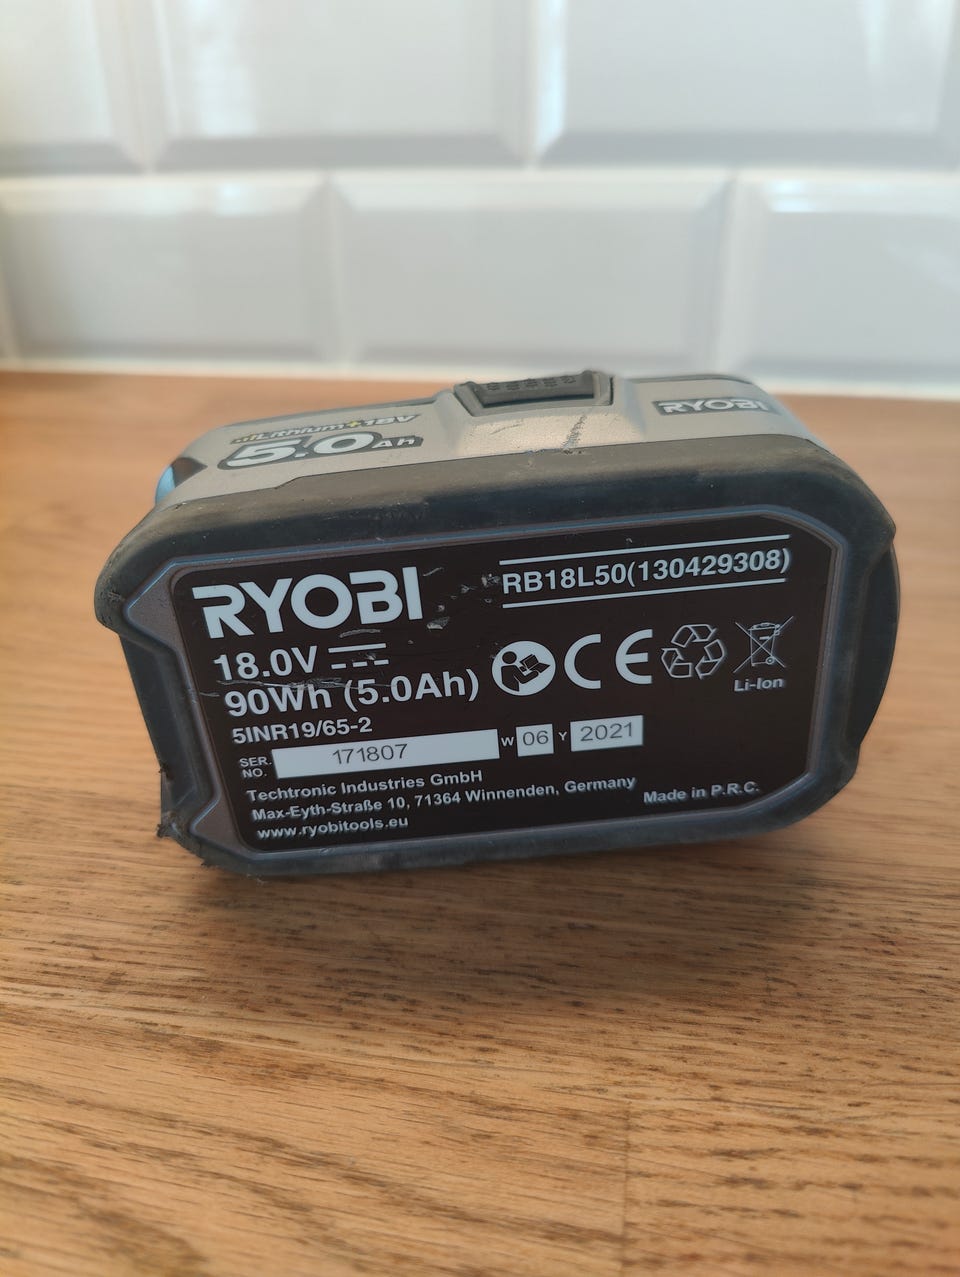 Lithium+18V
5.0Ah
RYOBI
RYOBI
RB18L50(130429308)
18.0V
90Wh (5.0Ah)
5INR19/65-2
Li-Ion
SER. NO. 171807 W 06 Y 2021
Techtronic Industries GmbH
Max-Eyth-Straße 10, 71364 Winnenden, Germany
www.ryobitools.eu
Made in P.R.C.